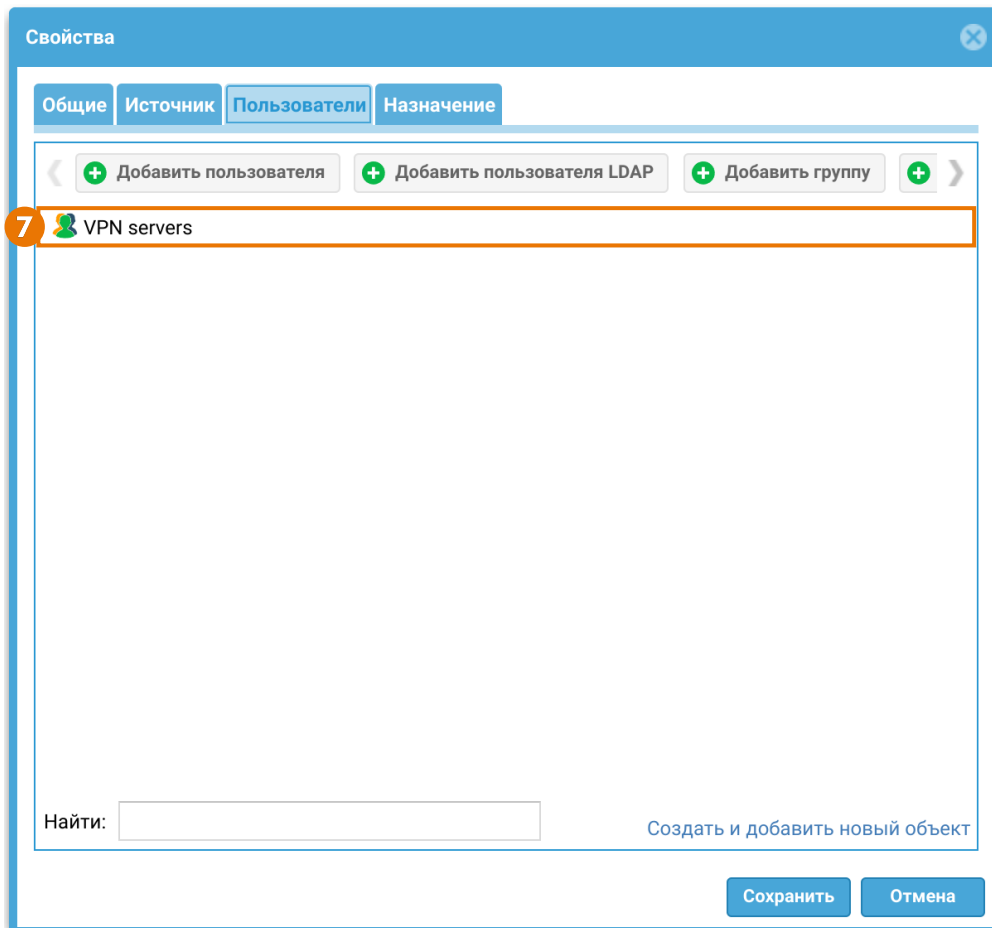 Свойства
Общие Источник Пользователи Назначение
Добавить пользователя Добавить пользователя LDAP Добавить группу
7 VPN servers
Найти:
Создать и добавить новый объект
Сохранить Отмена